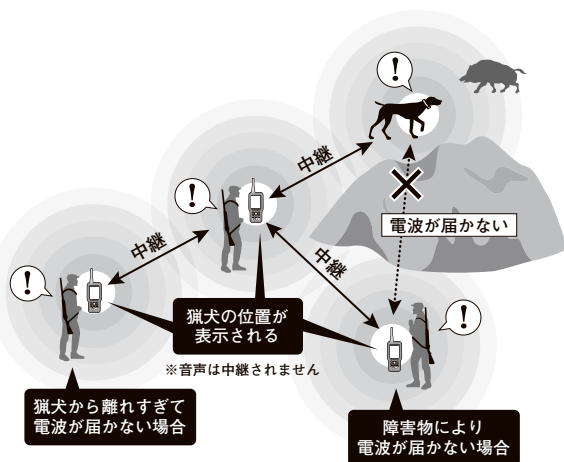 !
中継
!
電波が届かない
中継
中継
!
猟犬の位置が
表示される
!
※音声は中継されません
猟犬から離れすぎて
電波が届かない場合
障害物により
電波が届かない場合